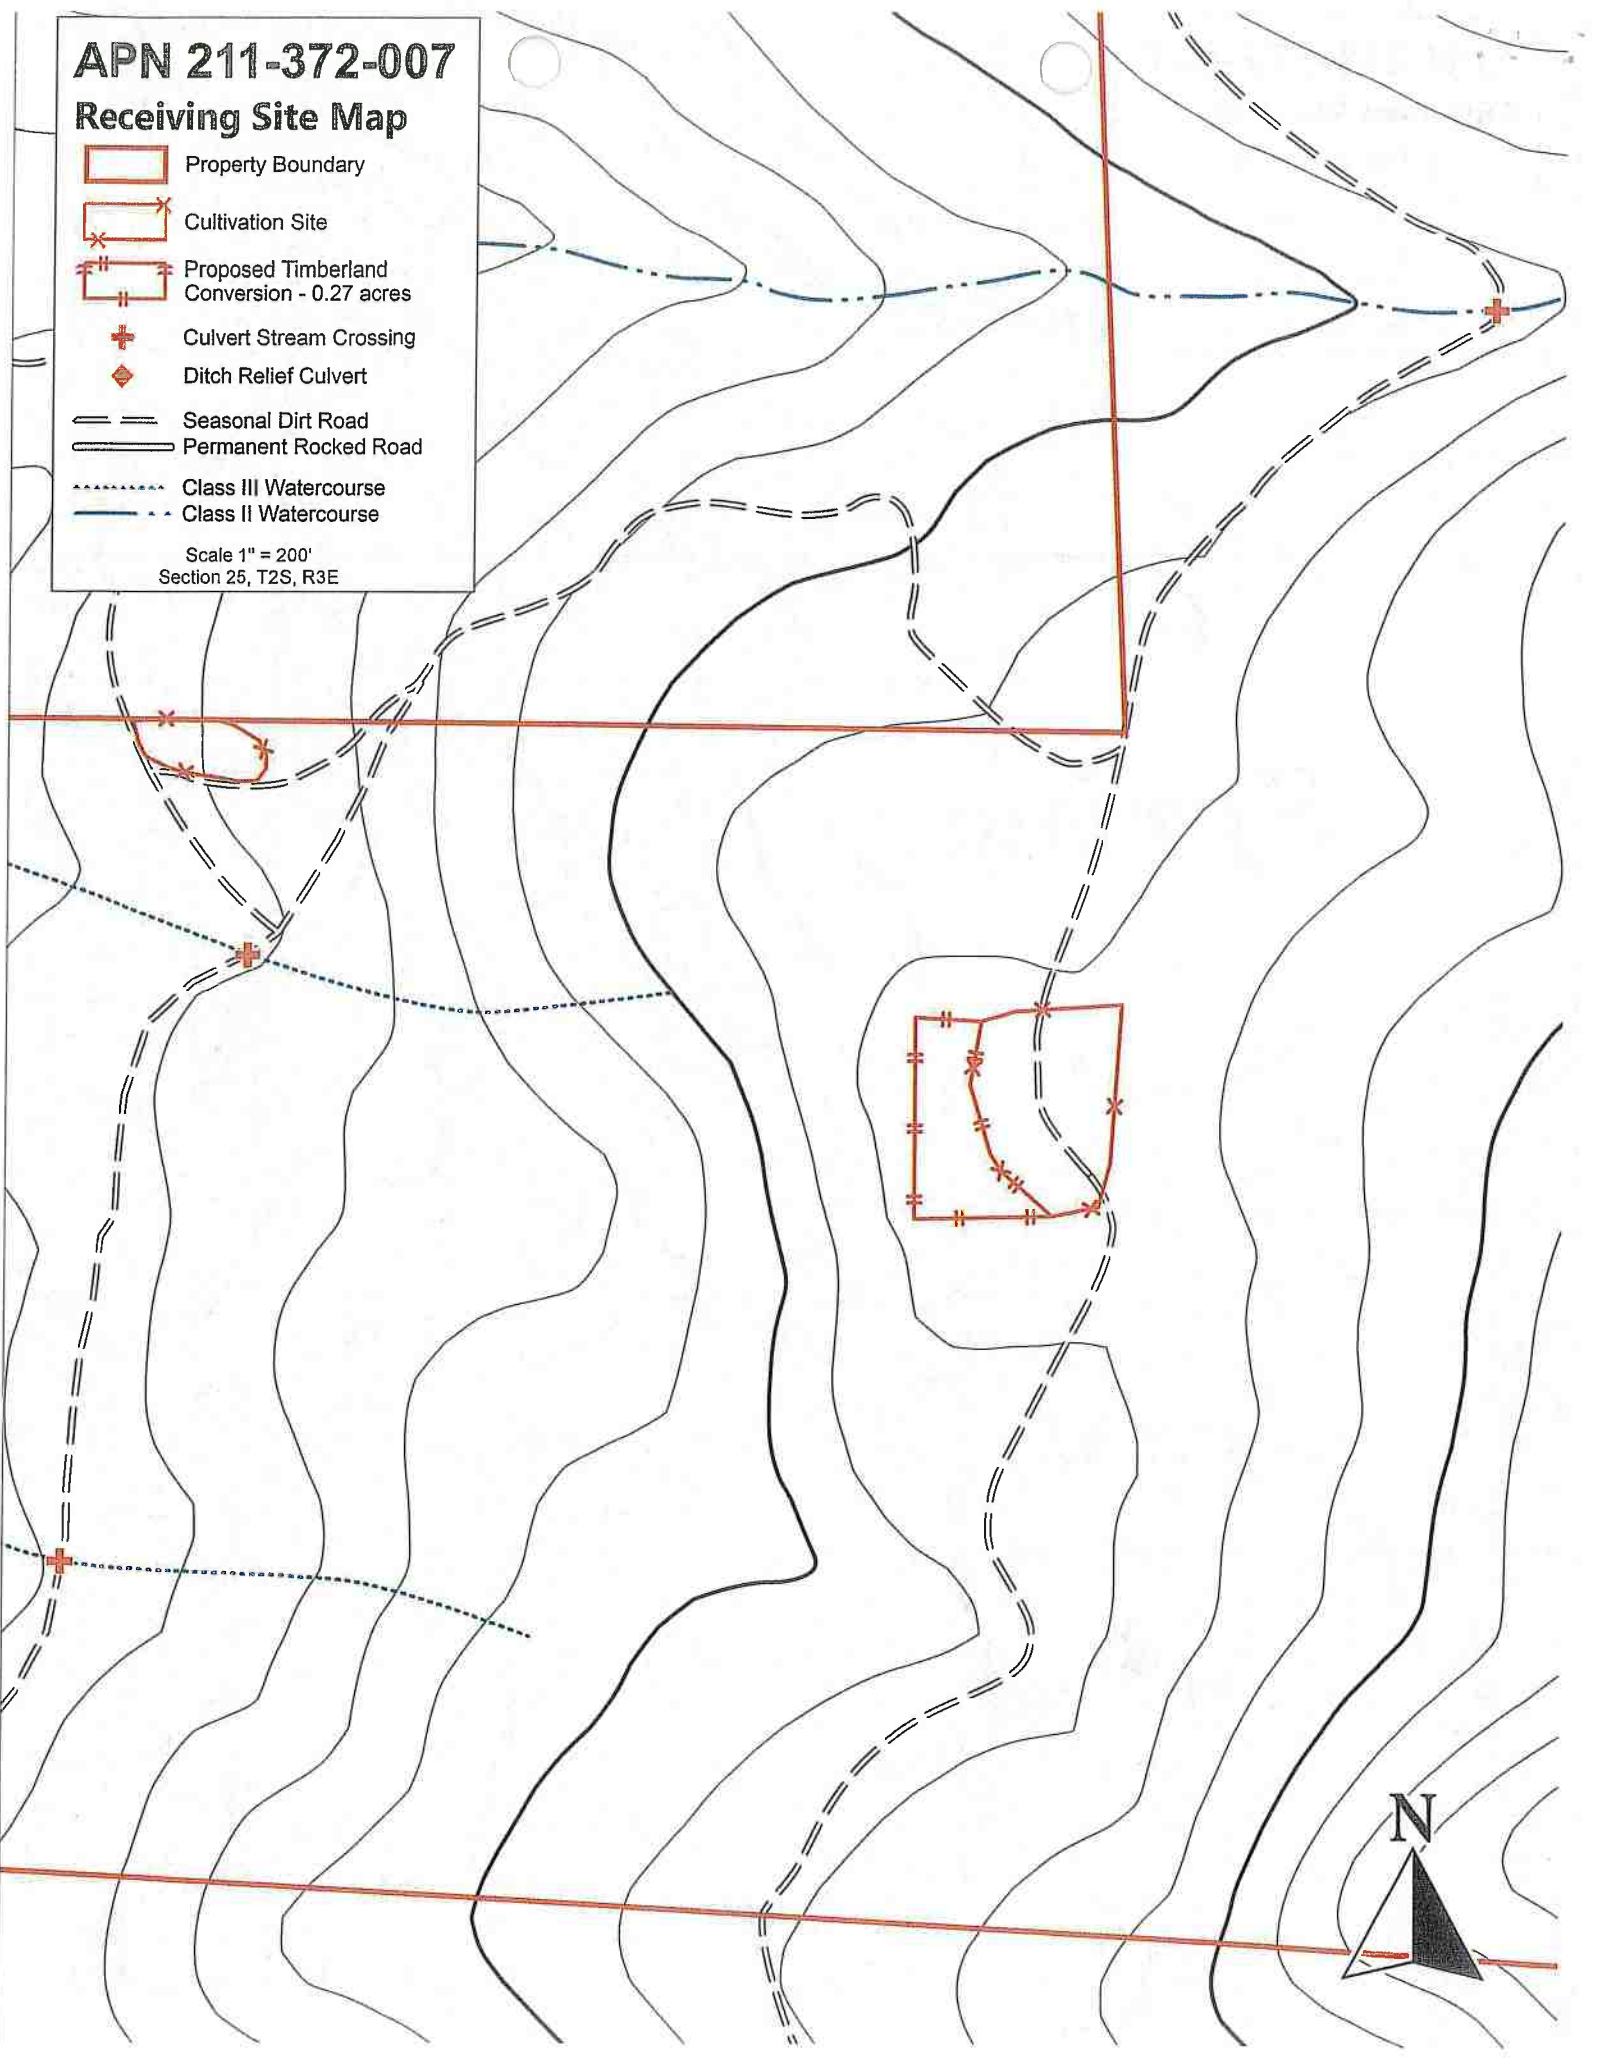 APN 211-372-007
Receiving Site Map
Property Boundary
Cultivation Site
Proposed Timberland
Conversion - 0.27 acres
Culvert Stream Crossing
Ditch Relief Culvert
Seasonal Dirt Road
Permanent Rocked Road
Class III Watercourse
Class II Watercourse
Scale 1" = 200'
Section 25, T2S, R3E
N